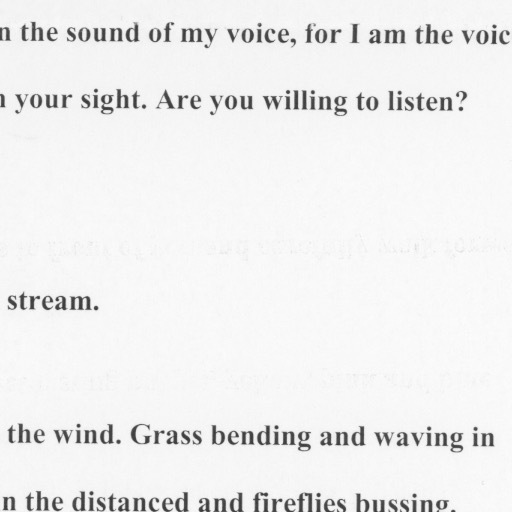 n the sound of my voice, for I am the voic
your sight. Are you willing to listen?
stream.
the wind. Grass bending and waving in
n the distanced and fireflies bussing.